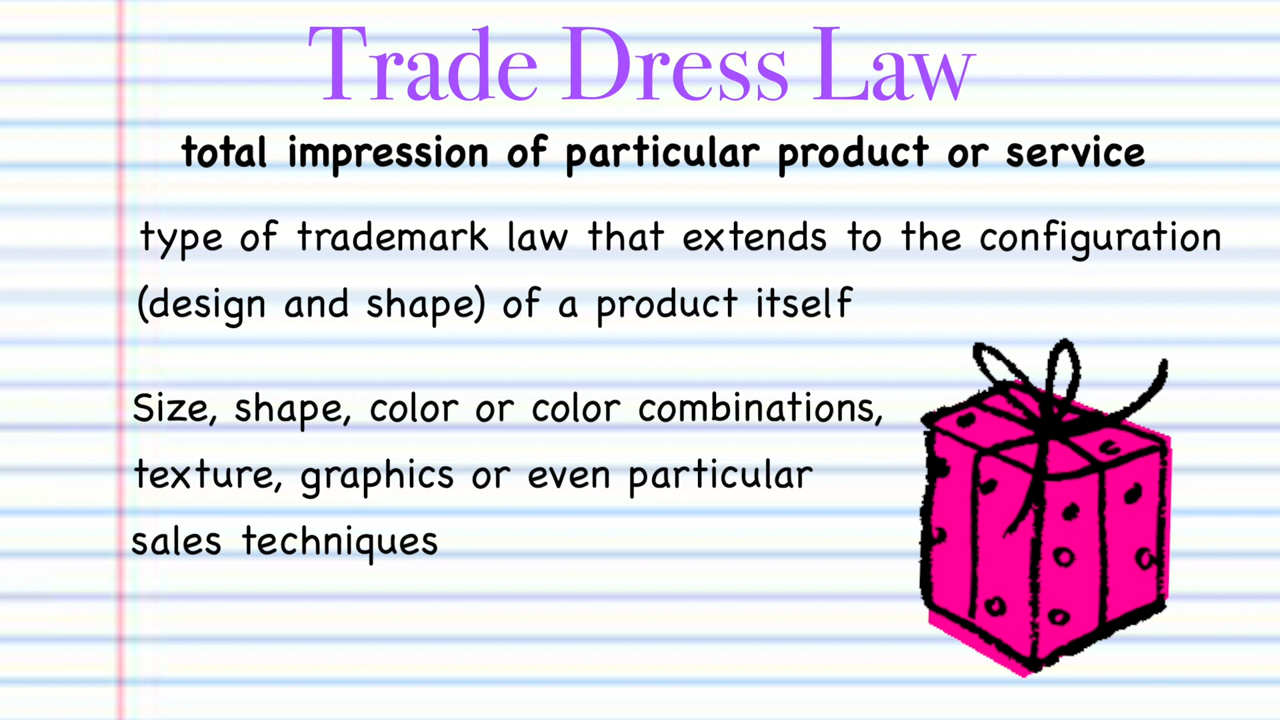 Trade Dress Law
total impression of particular product or service
type of trademark law that extends to the configuration
(design and shape) of a product itself
Size, shape, color or color combinations,
texture, graphics or even particular
sales techniques